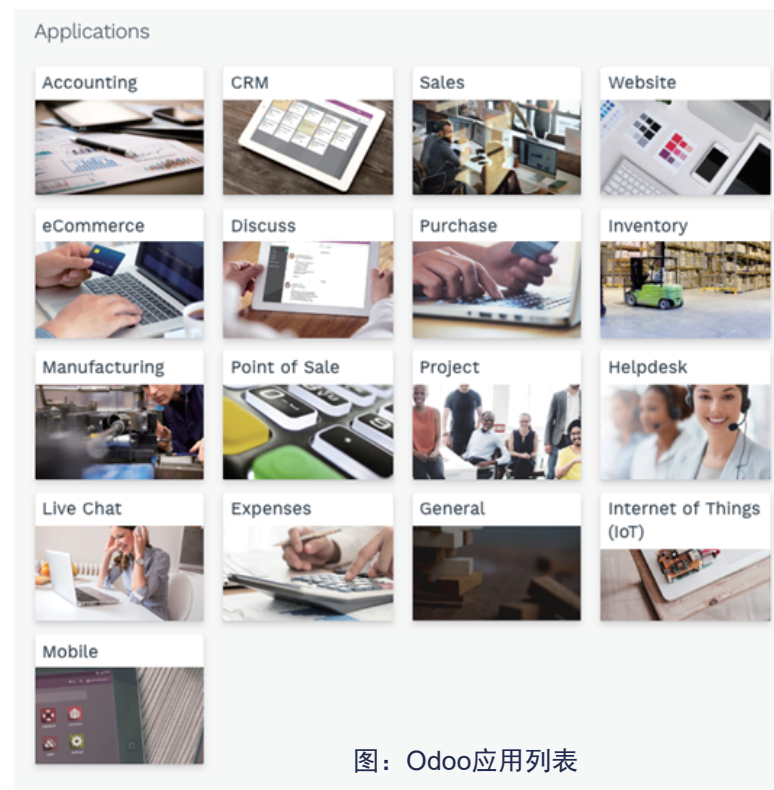 Applications
Accounting
CRM
Sales
Website
eCommerce
Discuss
Purchase
Inventory
Manufacturing
Point of Sale
Project
Helpdesk
Live Chat
Expenses
General
Internet of Things
(IoT)
Mobile
图：Odoo应用列表